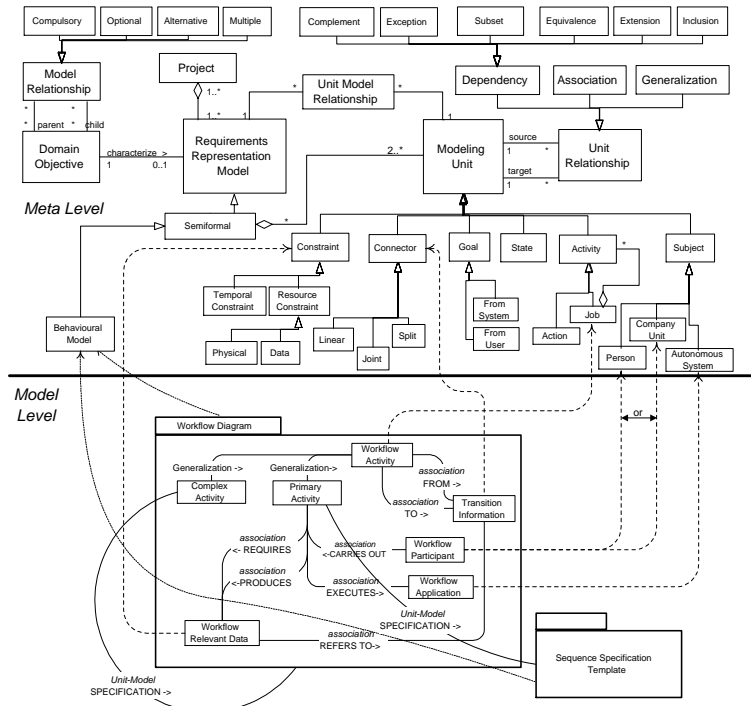 Compulsory
Optional
Alternative
Multiple
Complement
Exception
Subset
Equivalence
Extension
Inclusion
Model
Relationship
Project
Unit Model
Relationship
Dependency
Association
Generalization
* *
* parent * child
1..*
1..*
1
*
*
1
Domain
Objective
characterize >
1 0..1
Requirements
Representation
Model
2..*
Modeling
Unit
source
1 *
target
1 *
Unit
Relationship
Meta Level
Semiformal
*
Constraint
Connector
Goal
State
Activity
*
Subject
Temporal
Constraint
Resource
Constraint
Physical
Data
Linear
Joint
Split
From
System
From
User
Action
Job
Company
Unit
Person
Autonomous
System
Behavioural
Model
Model
Level
or
Workflow Diagram
Workflow
Activity
Generalization ->
Generalization->
association
FROM ->
Complex
Activity
Primary
Activity
association
TO ->
Transition
Information
association
<- REQUIRES
association
<-CARRIES OUT
Workflow
Participant
association
<-PRODUCES
association
EXECUTES->
Workflow
Application
Unit-Model
SPECIFICATION ->
Workflow
Relevant Data
association
REFERS TO->
Sequence Specification
Template
Unit-Model
SPECIFICATION ->